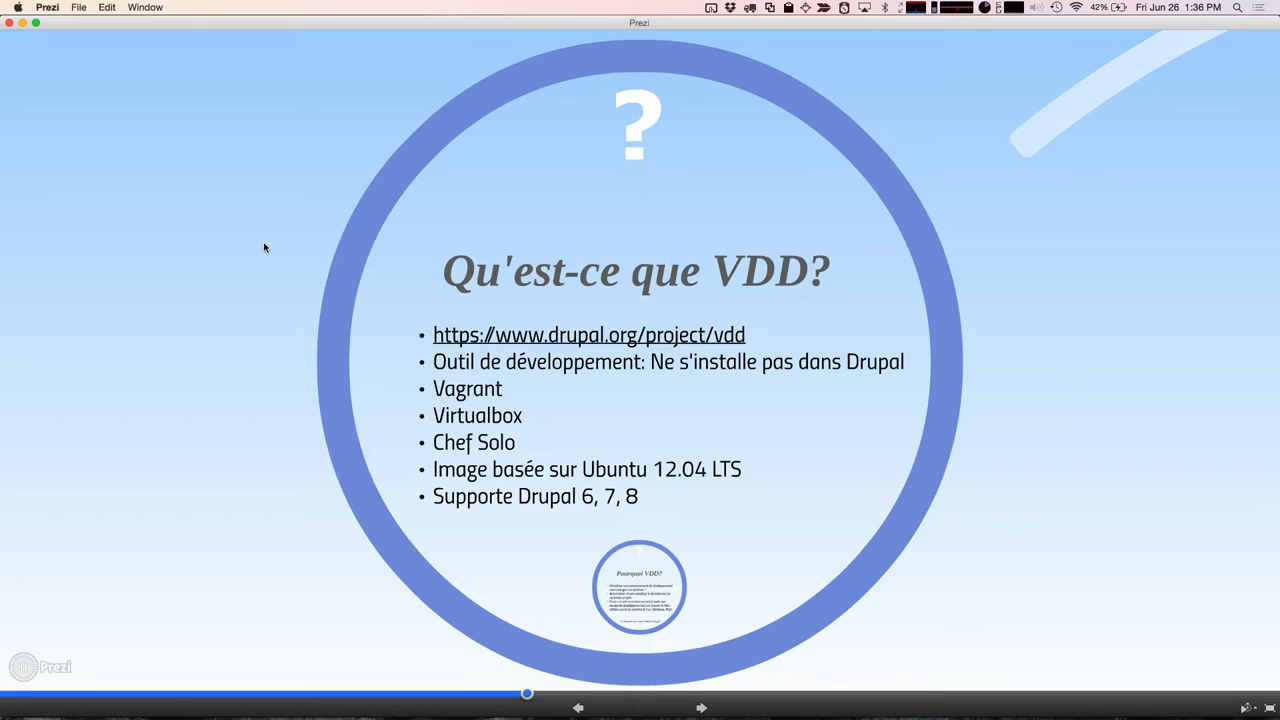 Prezi File Edit Window
42% Fri Jun 26 1:36 PM
Prezi
?
Qu'est-ce que VDD?
• https://www.drupal.org/project/vdd
• Outil de développement: Ne s'installe pas dans Drupal
• Vagrant
• Virtualbox
• Chef Solo
• Image basée sur Ubuntu 12.04 LTS
• Supporte Drupal 6, 7, 8
?
Pourquoi VDD?
Prezi